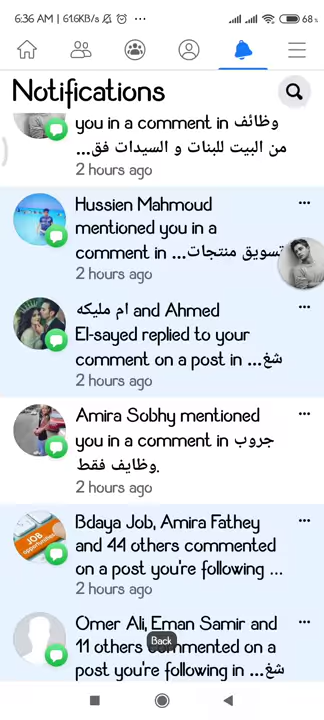 6:36 AM | 61.6KB/s
68
Notifications
you in a comment in وظائف
من البيت للبنات و السيدات فق...
2 hours ago
Hussien Mahmoud
mentioned you in a
comment in ...تسويق منتجات
2 hours ago
ام مليكه and Ahmed
El-sayed replied to your
comment on a post in ...شغ
2 hours ago
Amira Sobhy mentioned
you in a comment in جروب
وظايف فقط.
2 hours ago
JOB
opportunities
Bdaya Job, Amira Fathey
and 44 others commented
on a post you're following ...
2 hours ago
Omer Ali, Eman Samir and
11 others commented on a
Back
post you're following in ...شغ